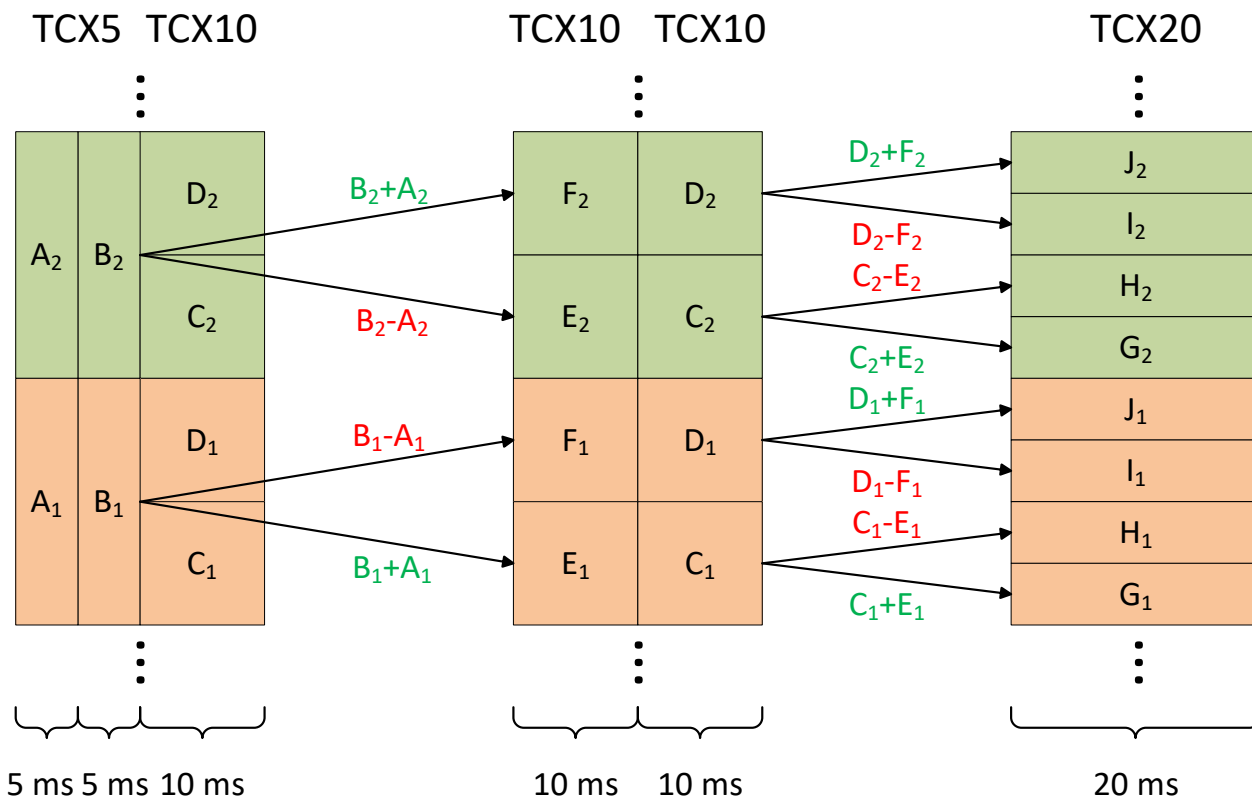 TCX5 TCX10 TCX10 TCX10 TCX20
D₂+F₂
J₂
D₂ B₂+A₂ F₂ D₂
I₂
A₂ B₂ D₂-F₂
C₂-E₂
H₂
C₂ B₂-A₂ E₂ C₂
G₂
C₂+E₂
D₁+F₁
J₁
D₁ B₁-A₁ F₁ D₁
I₁
A₁ B₁ D₁-F₁
C₁-E₁
H₁
C₁ B₁+A₁ E₁ C₁
G₁
C₁+E₁
5 ms 5 ms 10 ms 10 ms 10 ms 20 ms